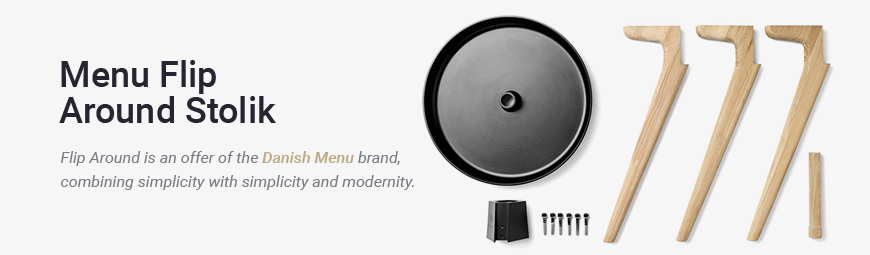 Menu Flip
Around Stolik
Flip Around is an offer of the Danish Menu brand,
combining simplicity with simplicity and modernity.